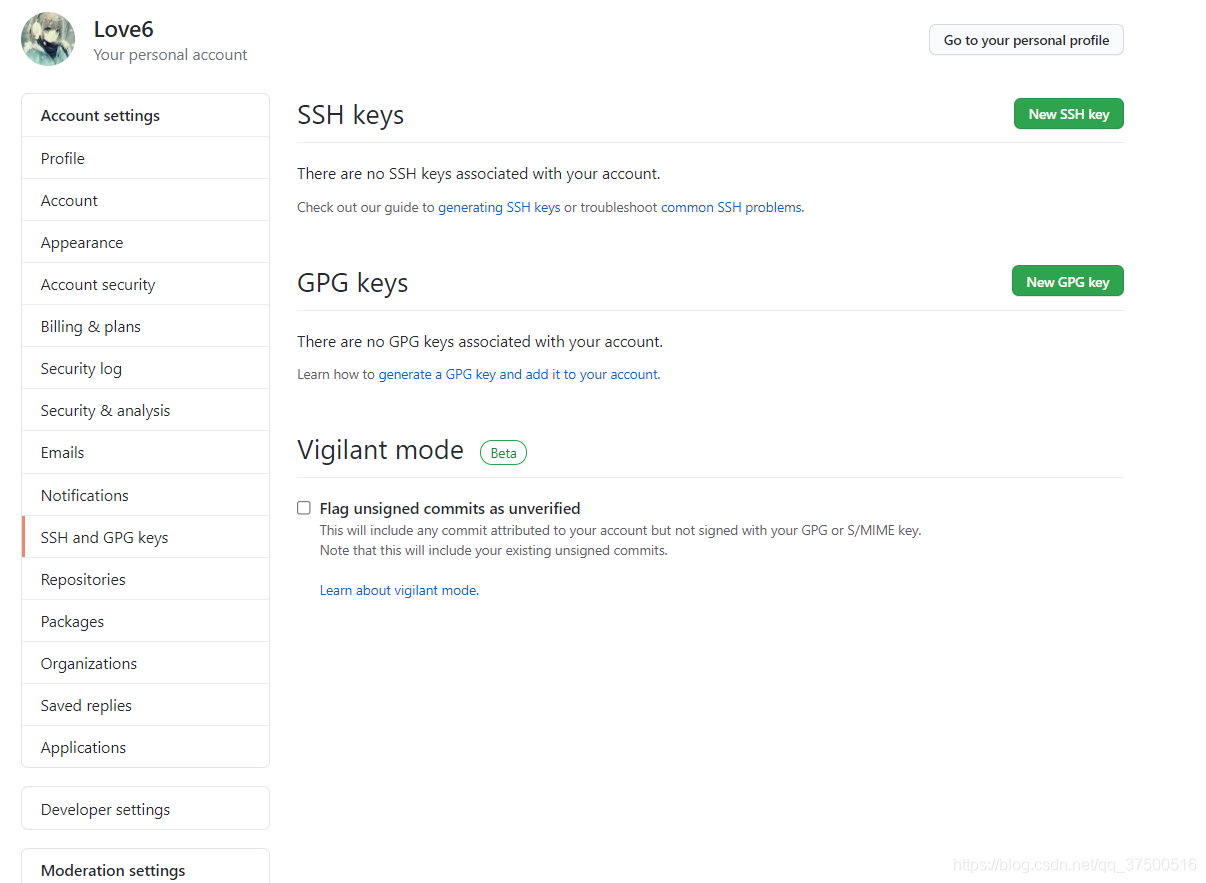 Love6
Your personal account
Go to your personal profile
Account settings
Profile
Account
Appearance
Account security
Billing & plans
Security log
Security & analysis
Emails
Notifications
SSH and GPG keys
Repositories
Packages
Organizations
Saved replies
Applications
Developer settings
Moderation settings
SSH keys
New SSH key
There are no SSH keys associated with your account.
Check out our guide to generating SSH keys or troubleshoot common SSH problems.
GPG keys
New GPG key
There are no GPG keys associated with your account.
Learn how to generate a GPG key and add it to your account.
Vigilant mode
Beta
Flag unsigned commits as unverified
This will include any commit attributed to your account but not signed with your GPG or S/MIME key.
Note that this will include your existing unsigned commits.
Learn about vigilant mode.
https://blog.csdn.net/qq_37500516